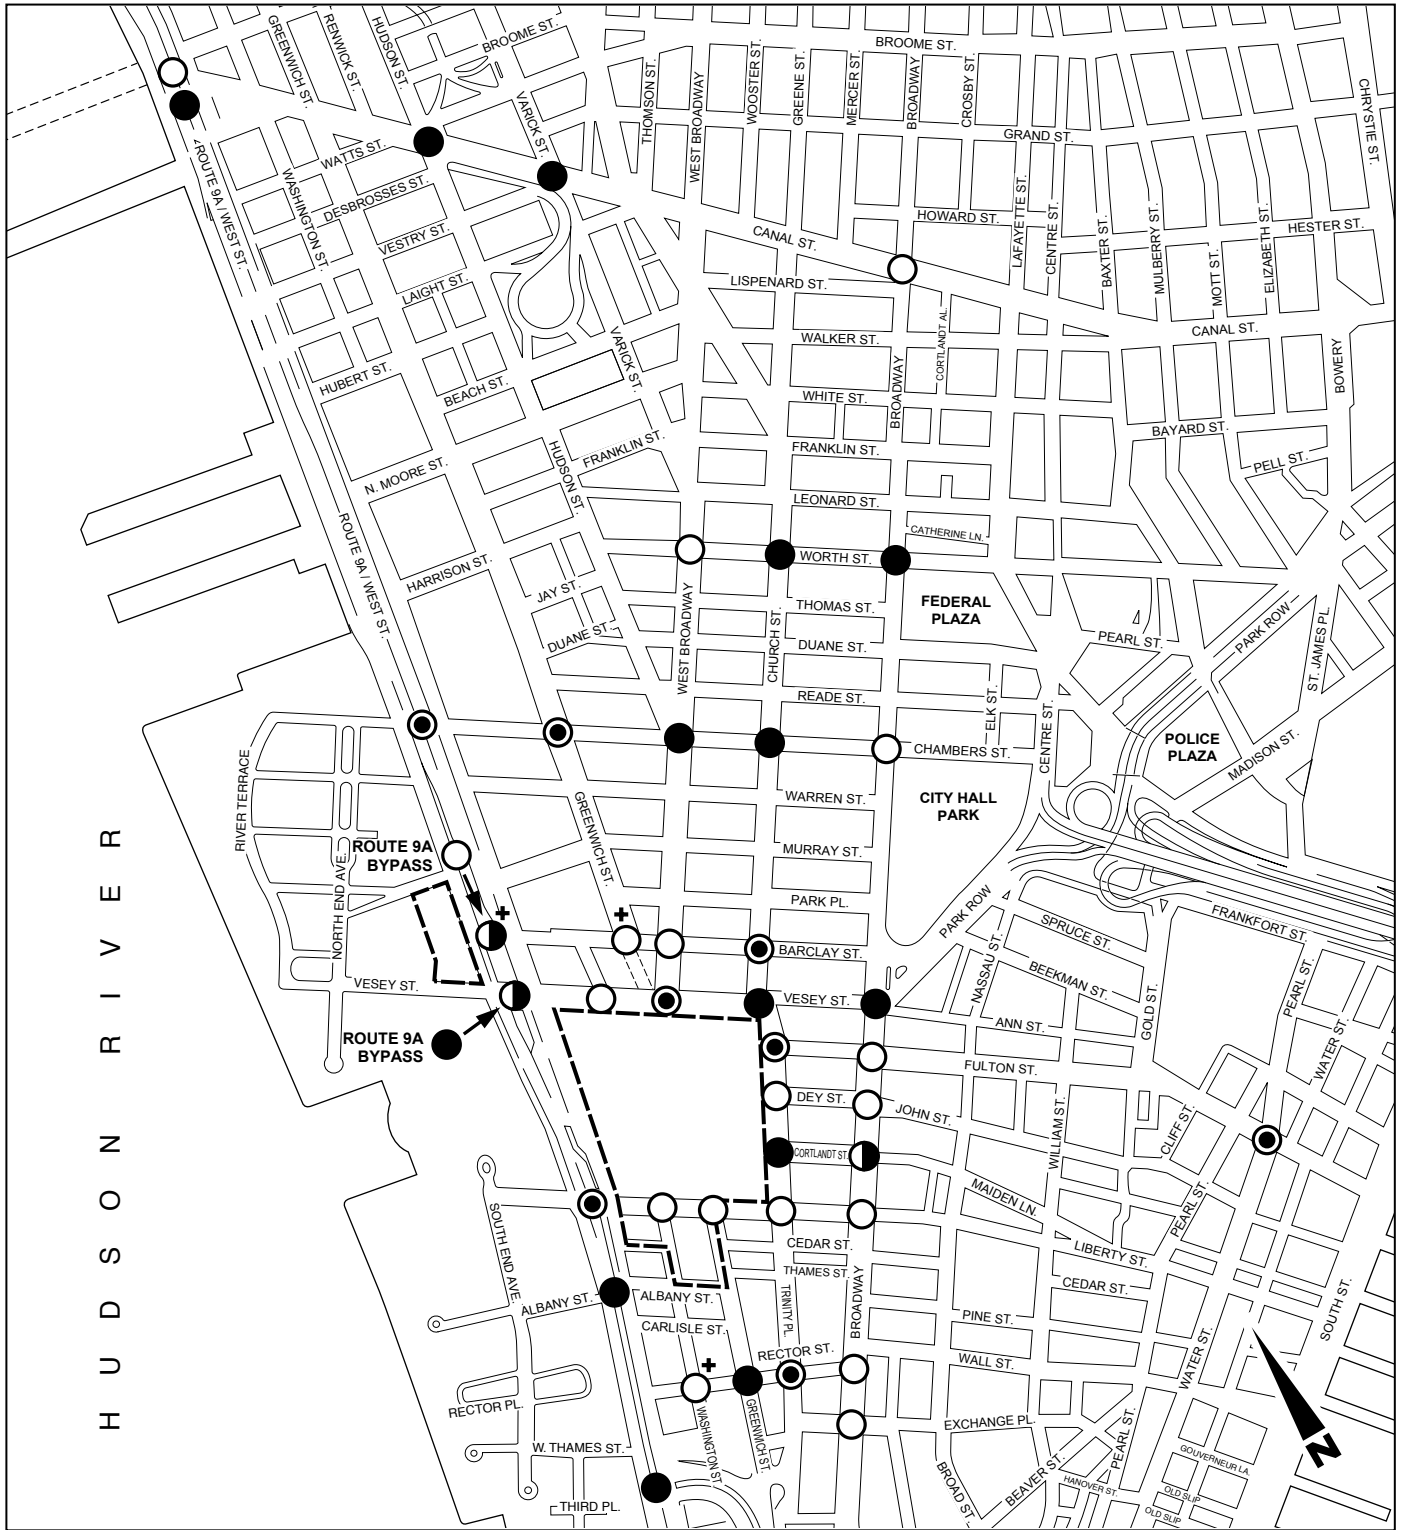 GREENWICH ST.
RENWICK ST.
HUDSON ST.
BROOME ST.
VARICK ST.
THOMSON ST.
WEST BROADWAY
WOOSTER ST.
GREENE ST.
MERCER ST.
BROADWAY
CROSBY ST.
BROOME ST.
GRAND ST.
CHRYSTIE ST.
WATTS ST.
ROUTE 9A / WEST ST.
WASHINGTON ST.
DESBROSSES ST.
VESTRY ST.
LAIGHT ST.
CANAL ST.
HOWARD ST.
LAFAYETTE ST.
CENTRE ST.
BAXTER ST.
MULBERRY ST.
MOTT ST.
ELIZABETH ST.
HESTER ST.
LISPENARD ST.
CORTLANDT AL.
CANAL ST.
WALKER ST.
BOWERY
HUBERT ST.
BEACH ST.
VARICK ST.
WHITE ST.
BROADWAY
BAYARD ST.
FRANKLIN ST.
FRANKLIN ST.
PELL ST.
N. MOORE ST.
HUDSON ST.
LEONARD ST.
CATHERINE LN.
ROUTE 9A / WEST ST.
HARRISON ST.
WORTH ST.
JAY ST.
FEDERAL
PLAZA
THOMAS ST.
DUANE ST.
DUANE ST.
WEST BROADWAY
CHURCH ST.
PEARL ST.
PARK ROW
ST. JAMES PL.
READE ST.
ELK ST.
CENTRE ST.
CHAMBERS ST.
POLICE
PLAZA
MADISON ST.
RIVER TERRACE
GREENWICH ST.
WARREN ST.
CITY HALL
PARK
ROUTE 9A
BYPASS
MURRAY ST.
NORTH END AVE.
PARK PL.
PARK ROW
SPRUCE ST.
FRANKFORT ST
BARCLAY ST.
NASSAU ST.
BEEKMAN ST.
GOLD ST.
PEARL ST.
WATER ST.
VESEY ST.
VESEY ST.
ANN ST.
ROUTE 9A
BYPASS
FULTON ST.
DEY ST.
JOHN ST.
WILLIAM ST.
CLIFF ST.
CORTLANDT ST.
MAIDEN LN.
PEARL ST.
SOUTH END AVE.
CEDAR ST.
LIBERTY ST.
THAMES ST.
CEDAR ST.
ALBANY ST.
ALBANY ST.
TRINITY PL.
BROADWAY
SOUTH ST.
CARLISLE ST.
PINE ST.
WATER ST.
RECTOR ST.
WALL ST.
RECTOR PL.
WASHINGTON ST
GREENWICH ST.
EXCHANGE PL.
PEARL ST.
W. THAMES ST.
GOUVERNEUR LA.
BROAD ST.
BEAVER ST.
HANOVER ST.
OLD SLIP
OLD SLIP
THIRD PL.
N
HUDSON RIVER